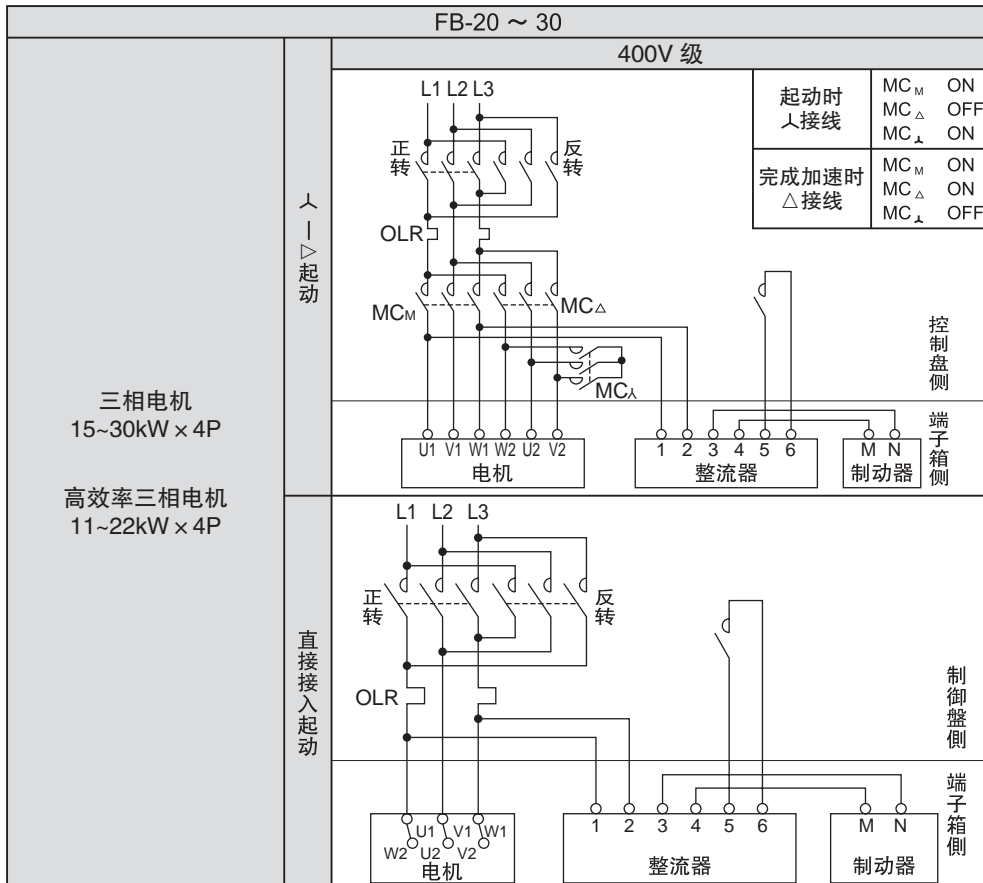 FB-20 ～ 30
400V 级
三相电机
15~30kW × 4P
高效率三相电机
11~22kW × 4P
人 — △ 起动
L1 L2 L3
正转
反转
起动时
人接线
MCM ON
MC△ OFF
MC人 ON
完成加速时
△接线
MCM ON
MC△ ON
MC人 OFF
OLR
MCM
MC△
MC人
控制盘侧
端子箱侧
U1 V1 W1 W2 U2 V2
电机
1 2 3 4 5 6
整流器
M N
制动器
直接接入起动
L1 L2 L3
正转
反转
OLR
制御盤側
端子箱側
U1 V1 W1
W2 U2 V2
电机
1 2 3 4 5 6
整流器
M N
制动器